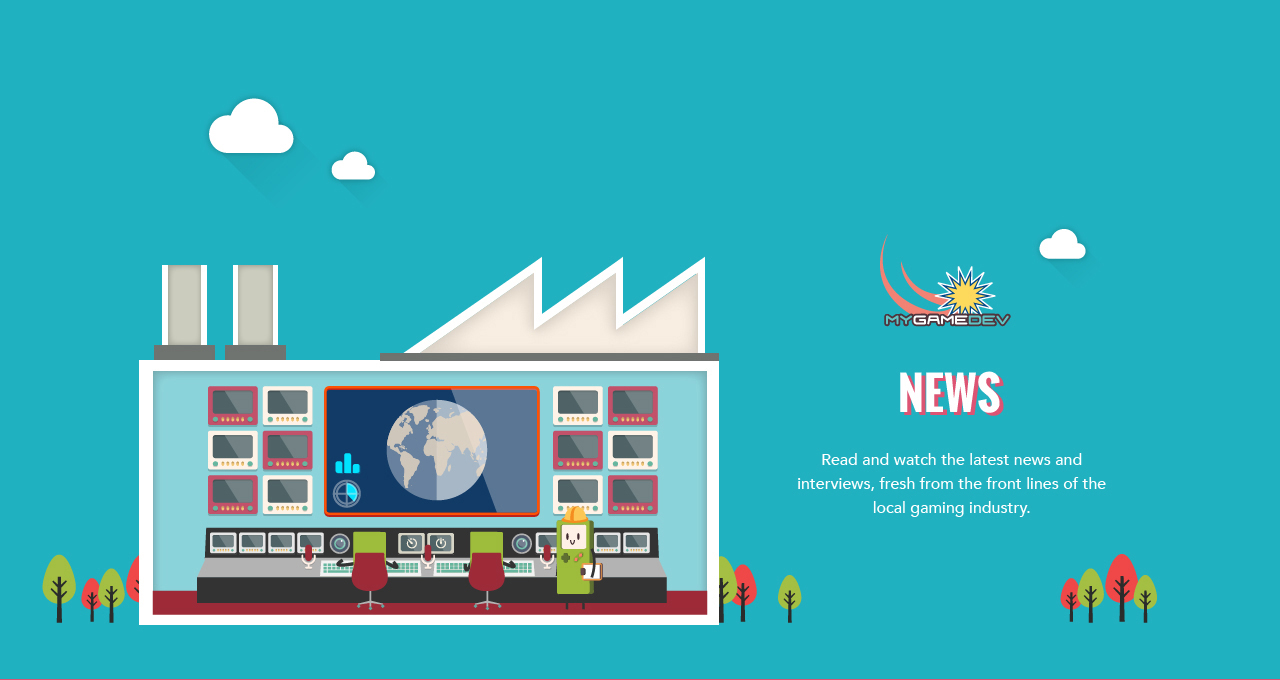 MYGAMEDEV
NEWS
Read and watch the latest news and
interviews, fresh from the front lines of the
local gaming industry.